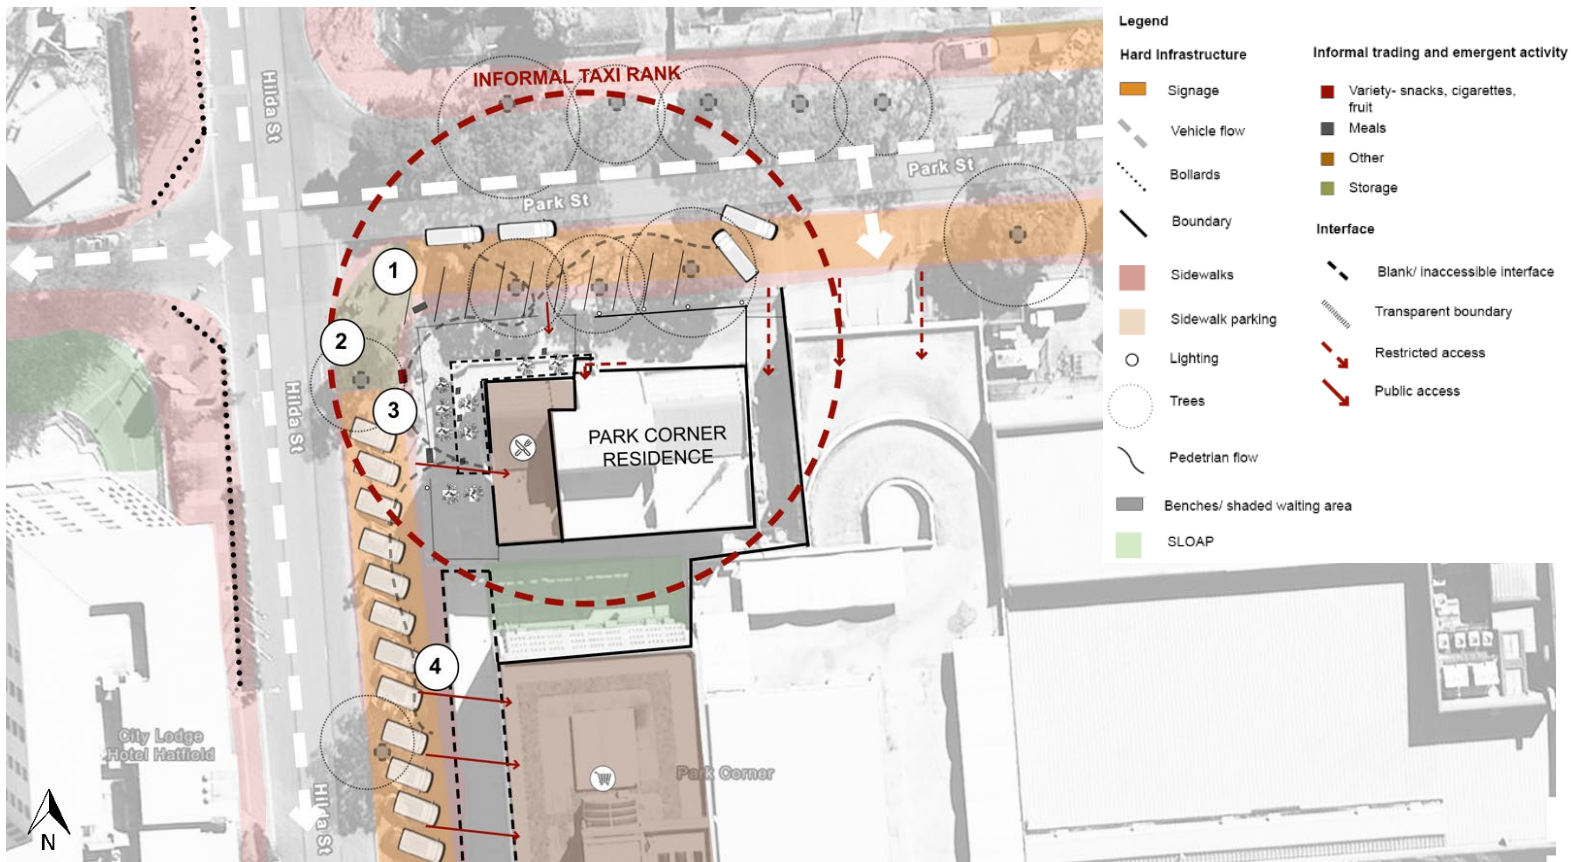 INFORMAL TAXI RANK
Hilda St
Park St
Park St
1
2
3
Hilda St
PARK CORNER
RESIDENCE
4
City Lodge
Hotel Hatfield
Park Corner
Hilda St
N
Legend
Hard Infrastructure
Signage
Vehicle flow
Bollards
Boundary
Sidewalks
Sidewalk parking
Lighting
Trees
Pedetrian flow
Benches/ shaded waiting area
SLOAP
Informal trading and emergent activity
Variety- snacks, cigarettes,
fruit
Meals
Other
Storage
Interface
Blank/ inaccessible interface
Transparent boundary
Restricted access
Public access